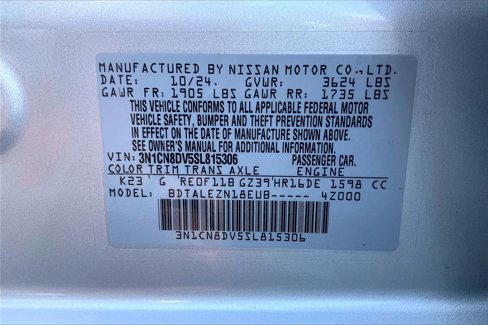 MANUFACTURED BY NISSAN MOTOR CO.,LTD.
DATE: 10/24. GVWR: 3624 LBS
GAWR FR: 1905 LBS GAWR RR: 1735 LBS
THIS VEHICLE CONFORMS TO ALL APPLICABLE FEDERAL MOTOR
VEHICLE SAFETY, BUMPER, AND THEFT PREVENTION STANDARDS
IN EFFECT ON THE DATE OF MANUFACTURE SHOWN ABOVE.
SEE OWNER'S MANUAL FOR ADDITIONAL INFORMATION.
VIN: 3N1CN8DV5SL815306 PASSENGER CAR.
COLOR TRIM TRANS AXLE ENGINE
K23 G RE0F11B GZ39 HR16DE 1598 CC
MODEL: BDTALEZN18EUB----- 4Z000
3N1CN8DV5SL815306